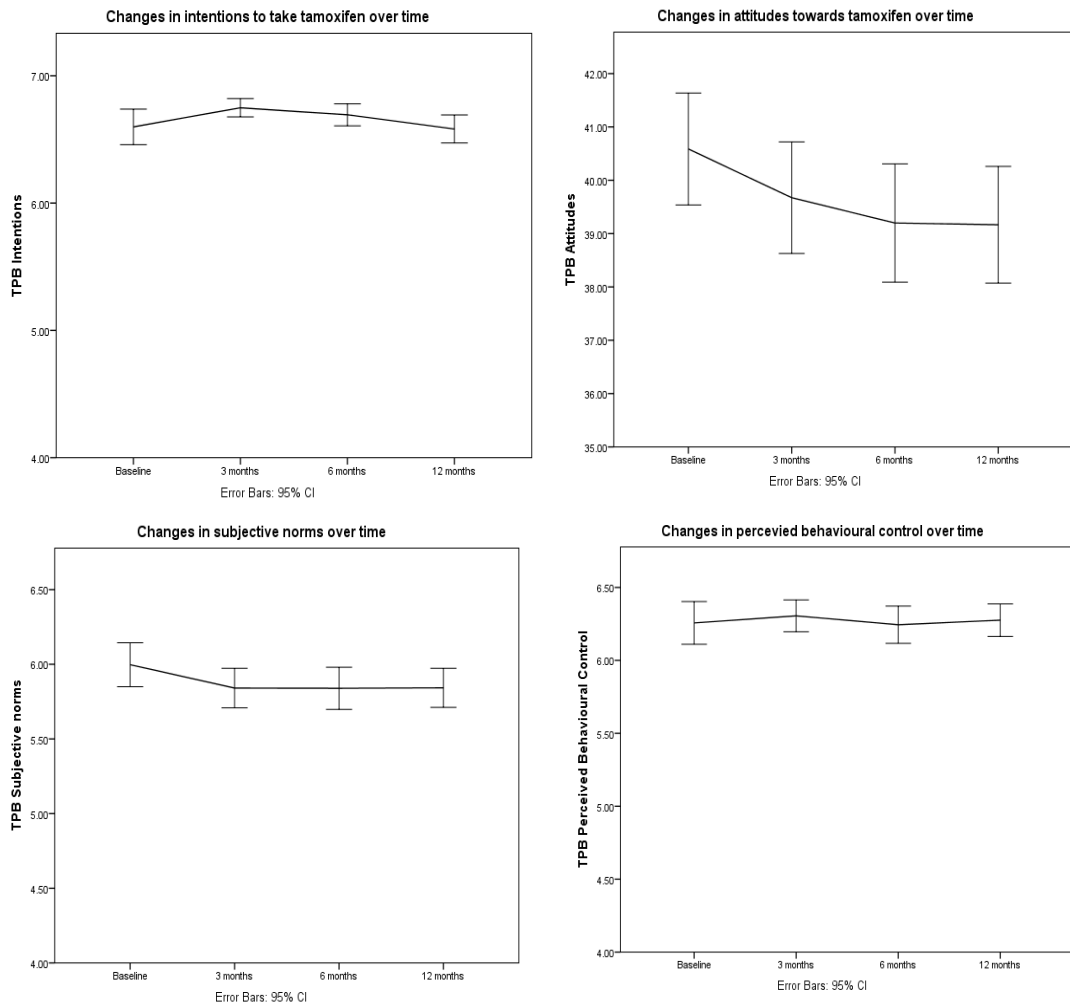 Changes in intentions to take tamoxifen over time
TPB Intentions
7.00
6.00
5.00
4.00
Baseline 3 months 6 months 12 months
Error Bars: 95% CI
Changes in attitudes towards tamoxifen over time
TPB Attitudes
42.00
41.00
40.00
39.00
38.00
37.00
36.00
35.00
Baseline 3 months 6 months 12 months
Error Bars: 95% CI
Changes in subjective norms over time
TPB Subjective norms
6.50
6.00
5.50
5.00
4.50
4.00
Baseline 3 months 6 months 12 months
Error Bars: 95% CI
Changes in percevied behavioural control over time
TPB Perceived Behavioural Control
6.50
6.00
5.50
5.00
4.50
4.00
Baseline 3 months 6 months 12 months
Error Bars: 95% CI